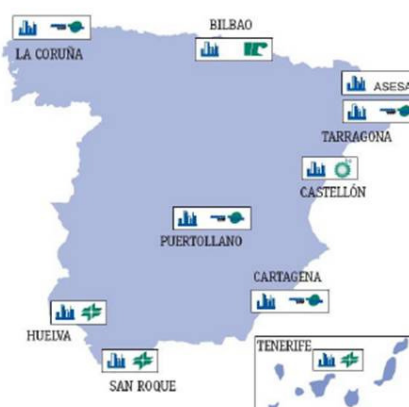 BILBAO
LA CORUÑA
ASESA
TARRAGONA
CASTELLÓN
PUERTOLLANO
CARTAGENA
HUELVA
TENERIFE
SAN ROQUE